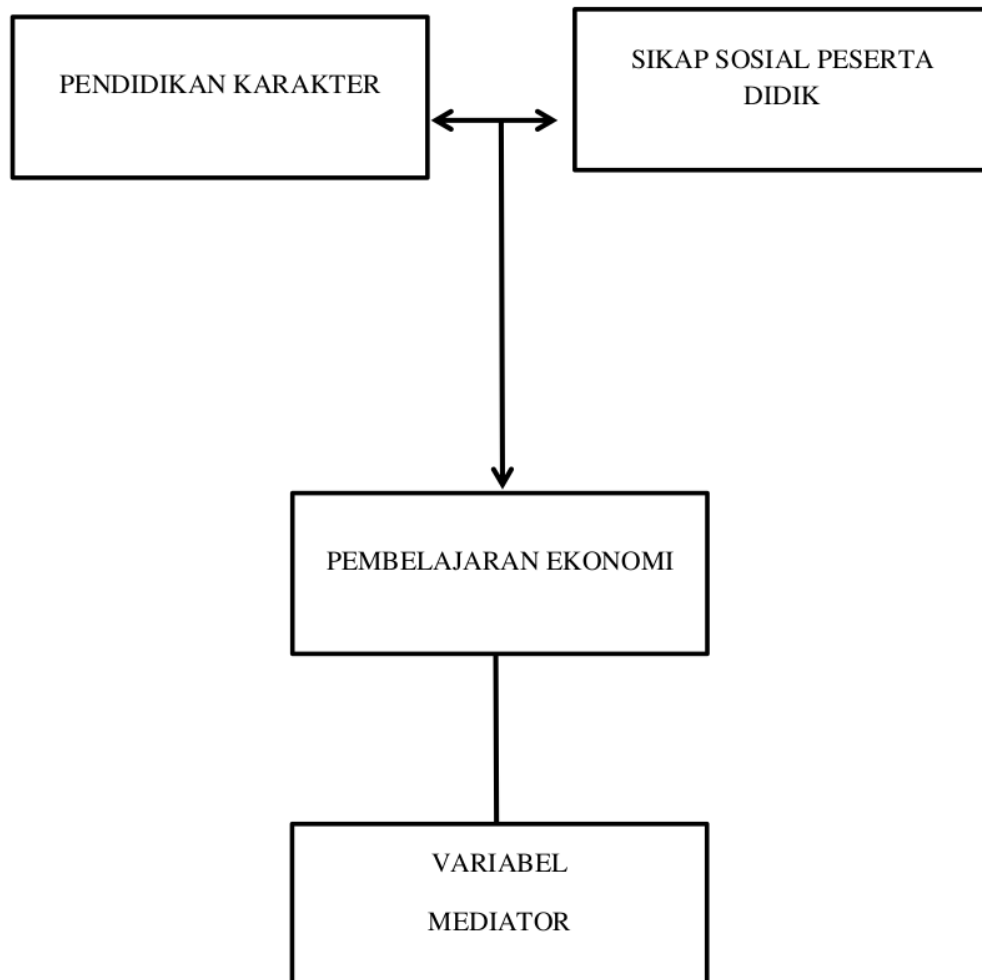 PENDIDIKAN KARAKTER
SIKAP SOSIAL PESERTA
DIDIK
PEMBELAJARAN EKONOMI
VARIABEL
MEDIATOR